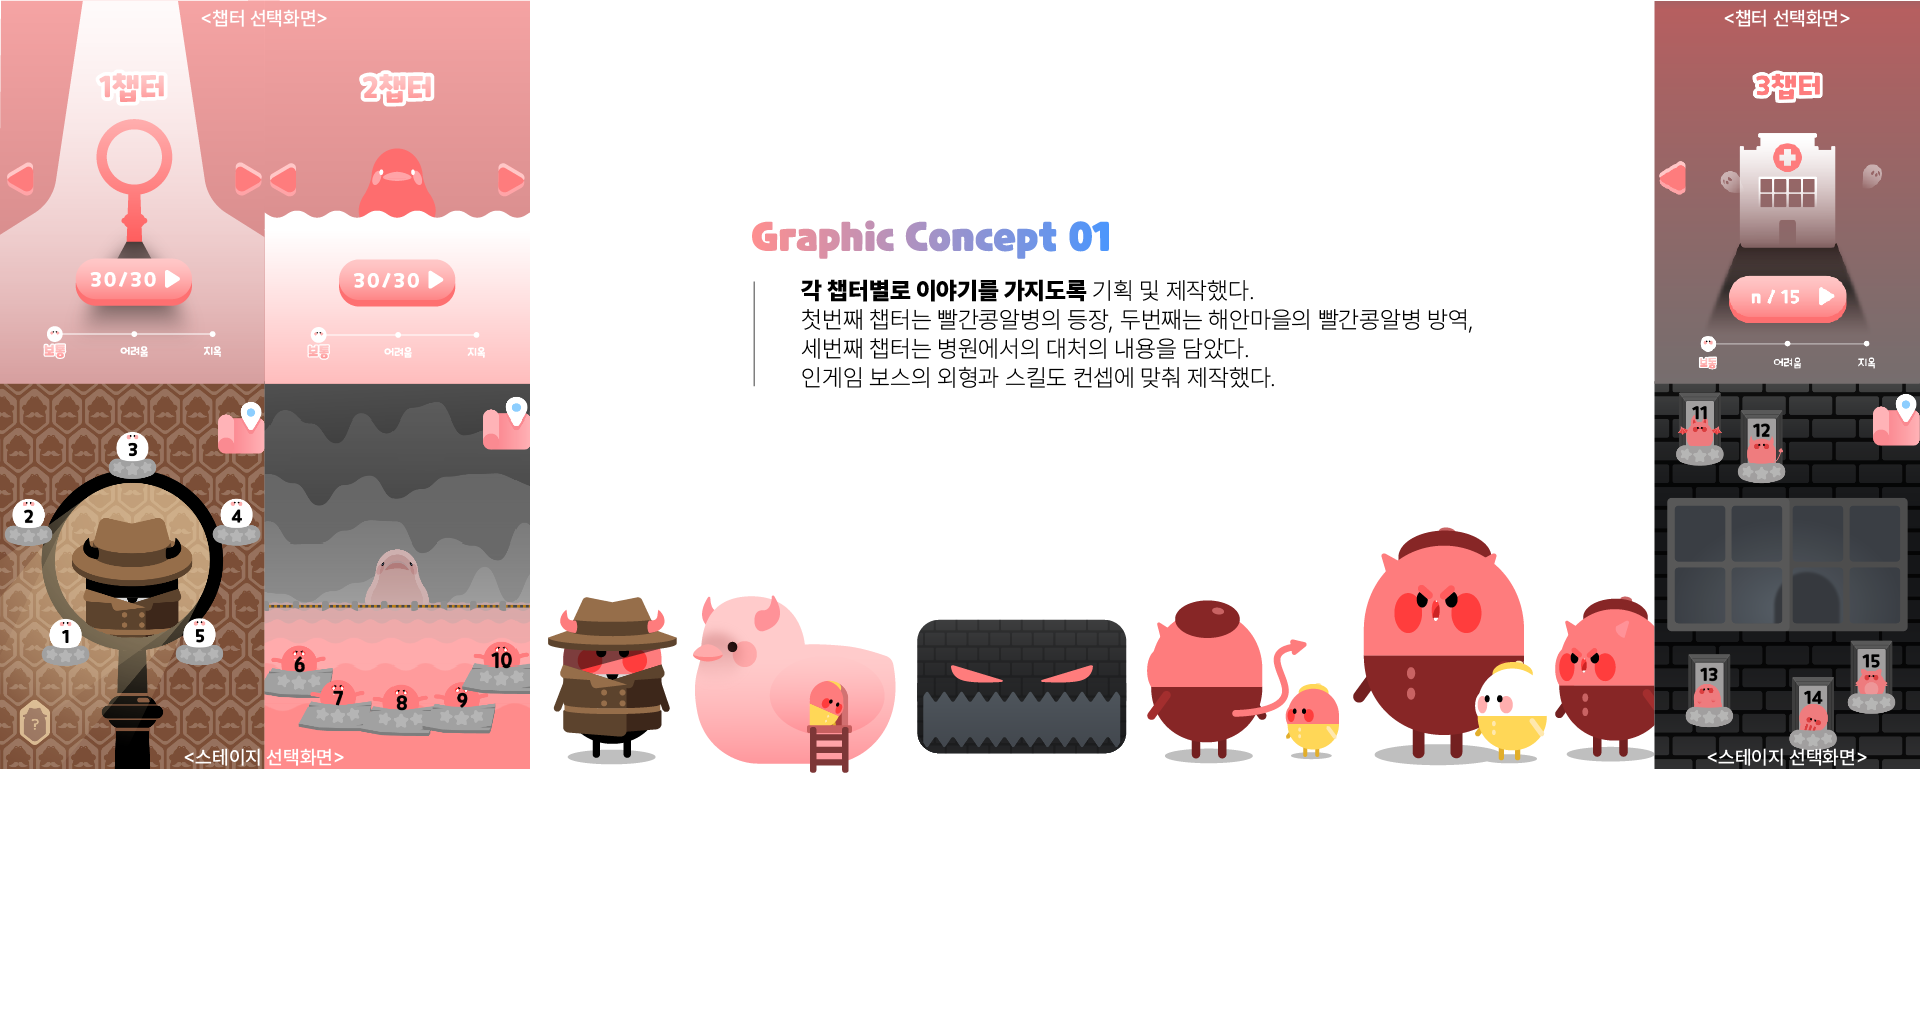 <챕터 선택화면>
1챕터
30/30
보통 어려움 지옥
2챕터
30/30
보통 어려움 지옥
3
2
4
1
5
?
6
7
8
9
10
<스테이지 선택화면>
Graphic Concept 01
각 챕터별로 이야기를 가지도록 기획 및 제작했다.
첫번째 챕터는 빨간콩알병의 등장, 두번째는 해안마을의 빨간콩알병 방역,
세번째 챕터는 병원에서의 대처의 내용을 담았다.
인게임 보스의 외형과 스킬도 컨셉에 맞춰 제작했다.
<챕터 선택화면>
3챕터
n / 15
보통 어려움 지옥
11
12
13
14
15
<스테이지 선택화면>